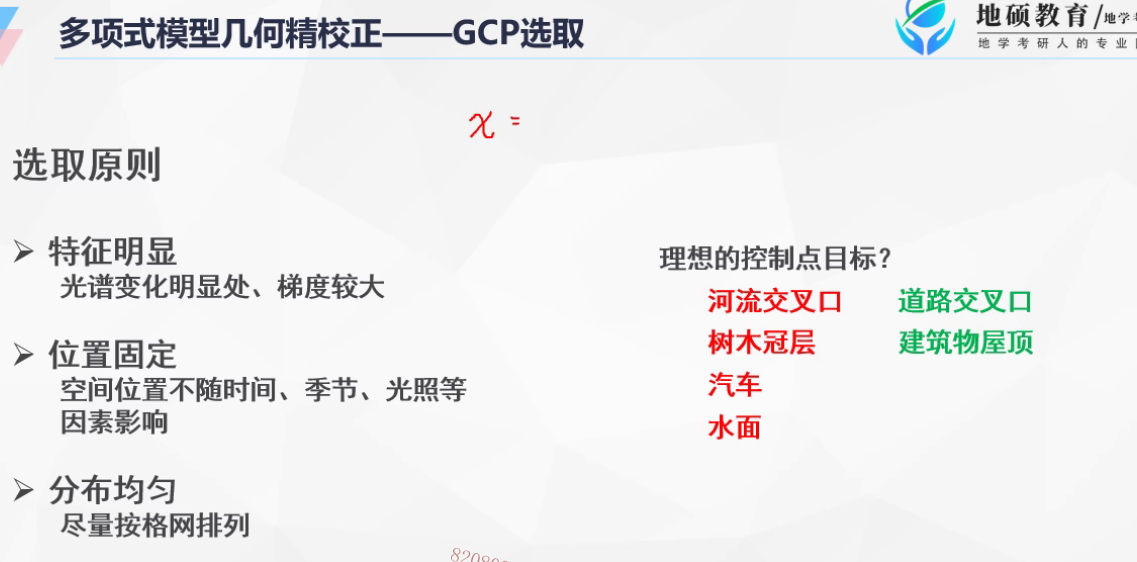 多项式模型几何精校正——GCP选取
地硕教育/地学
地学考研人的专业
x =
选取原则
➢ 特征明显
光谱变化明显处、梯度较大
➢ 位置固定
空间位置不随时间、季节、光照等
因素影响
➢ 分布均匀
尽量按格网排列
理想的控制点目标？
河流交叉口 道路交叉口
树木冠层 建筑物屋顶
汽车
水面